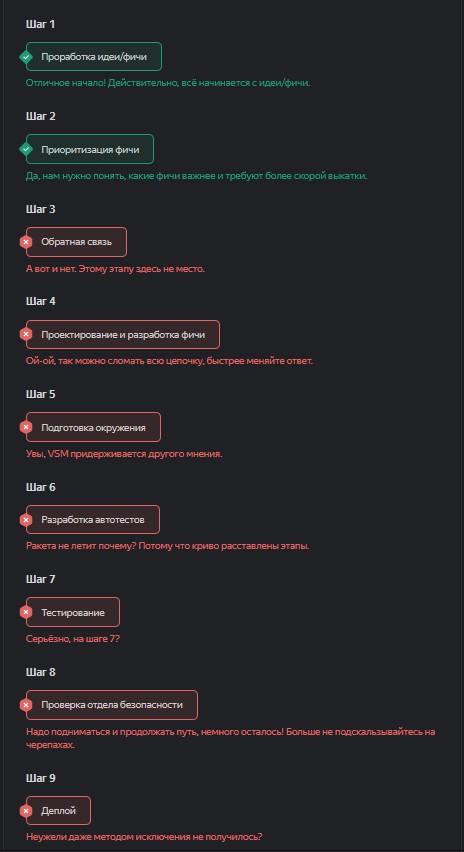 Шаг 1
Проработка идеи/фичи
Отличное начало! Действительно, всё начинается с идеи/фичи.
Шаг 2
Приоритизация фичи
Да, нам нужно понять, какие фичи важнее и требуют более скорой выкатки.
Шаг 3
Обратная связь
А вот и нет. Этому этапу здесь не место.
Шаг 4
Проектирование и разработка фичи
Ой-ой, так можно сломать всю цепочку, быстрее меняйте ответ.
Шаг 5
Подготовка окружения
Увы, VSM придерживается другого мнения.
Шаг 6
Разработка автотестов
Ракета не летит почему? Потому что криво расставлены этапы.
Шаг 7
Тестирование
Серьёзно, на шаге 7?
Шаг 8
Проверка отдела безопасности
Надо подниматься и продолжать путь, немного осталось! Больше не подскальзывайтесь на
черепахах.
Шаг 9
Деплой
Неужели даже методом исключения не получилось?